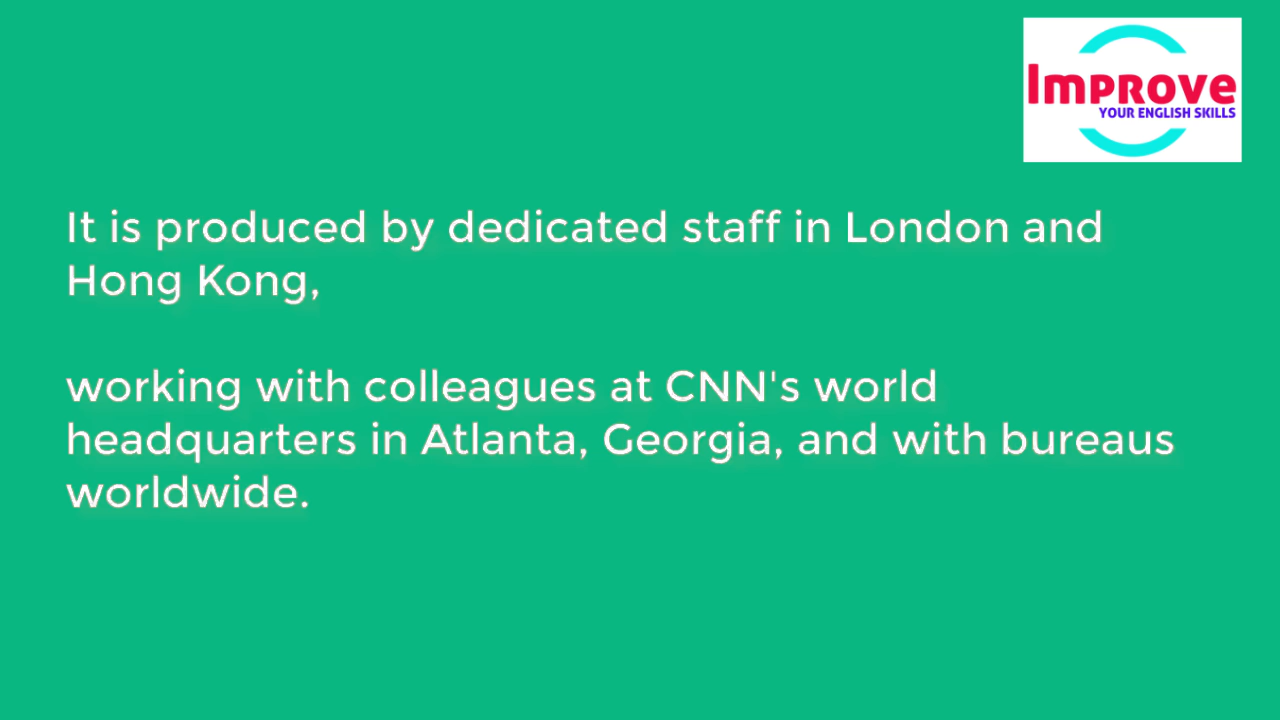 Improve
YOUR ENGLISH SKILLS
It is produced by dedicated staff in London and
Hong Kong,
working with colleagues at CNN's world
headquarters in Atlanta, Georgia, and with bureaus
worldwide.